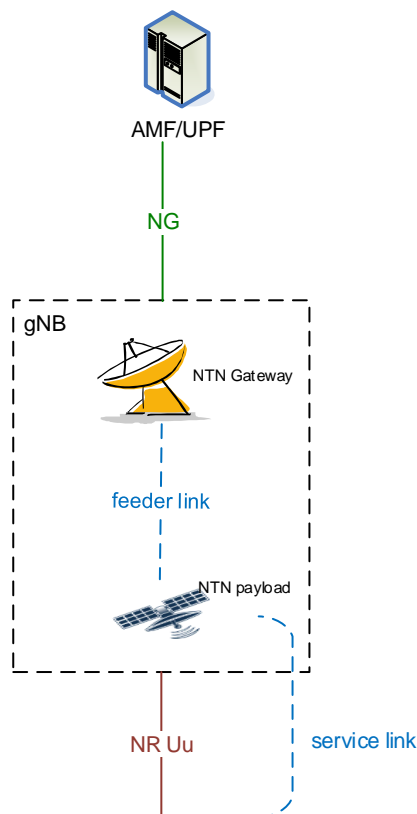 AMF/UPF
NG
gNB
NTN Gateway
feeder link
NTN payload
NR Uu
service link